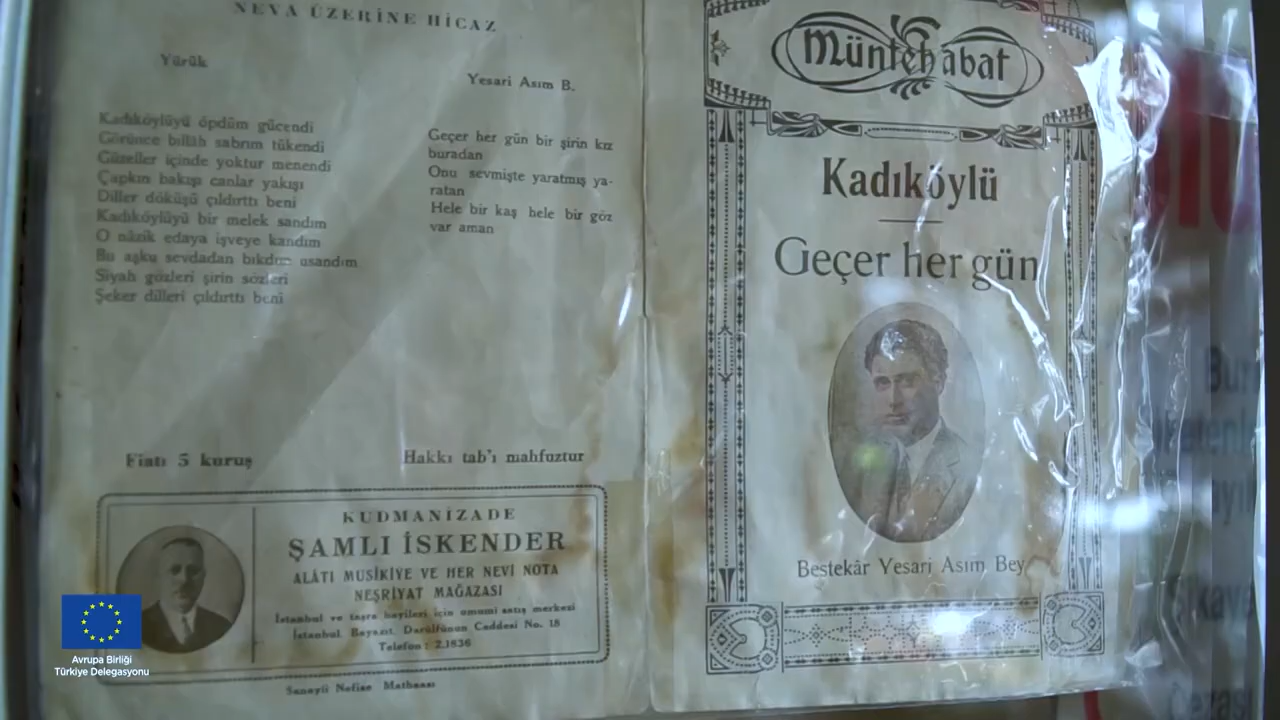 NEVA ÜZERİNE HİCAZ
Yürük
Yesari Asım B.
Kadıköylüyü öpdüm gücendi
Görünce billâh sabrım tükendi
Güzeller içinde yoktur menendi
Çapkın bakışı canlar yakışı
Diller döküşü çıldırttı beni
Kadıköylüyü bir melek sandım
O nâzik edaya işveye kandım
Bu aşku sevdadan bıkdım usandım
Siyah gözleri şirin sözleri
Şeker dilleri çıldırttı beni
Geçer her gün bir şirin kız
buradan
Onu sevmişte yaratmış ya-
ratan
Hele bir kaş hele bir göz
var aman
Fiatı 5 kuruş
Hakkı tab'ı mahfuztur
KUDMANİZADE
ŞAMLI İSKENDER
ALÂTI MUSİKİYE VE HER NEVİ NOTA
NEŞRİYAT MAĞAZASI
İstanbul ve taşra bayileri için umumi satış merkezi
İstanbul. Beyazıt. Darülfünun Caddesi No. 18
Telefon : 2.1836
Sanayii Nefise Matbaası
Müntehabat
Kadıköylü
Geçer her gün
Bestekâr Yesari Asım Bey
Avrupa Birliği
Türkiye Delegasyonu